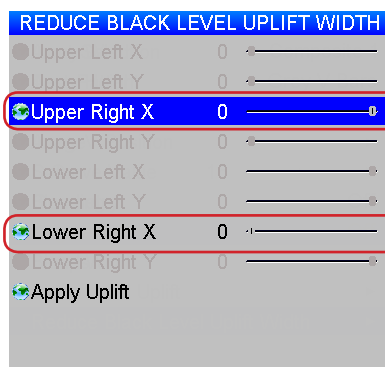 REDUCE BLACK LEVEL UPLIFT WIDTH
Upper Left X 0
Upper Left Y 0
Upper Right X 0
Upper Right Y 0
Lower Left X 0
Lower Left Y 0
Lower Right X 0
Lower Right Y 0
Apply Uplift